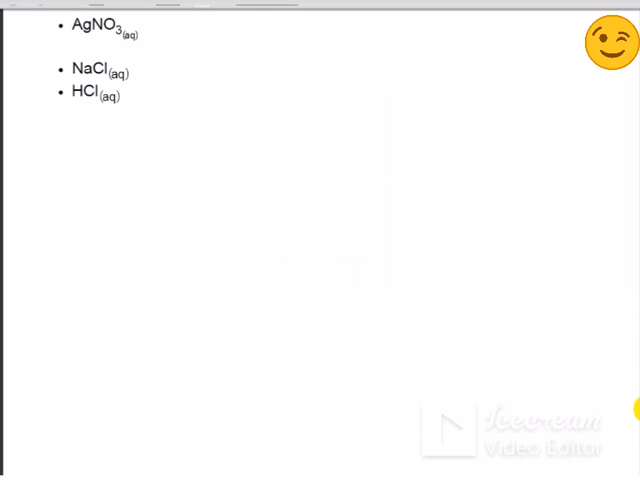 • AgNO3(aq)
• NaCl(aq)
• HCl(aq)
Icecream
Video Editor